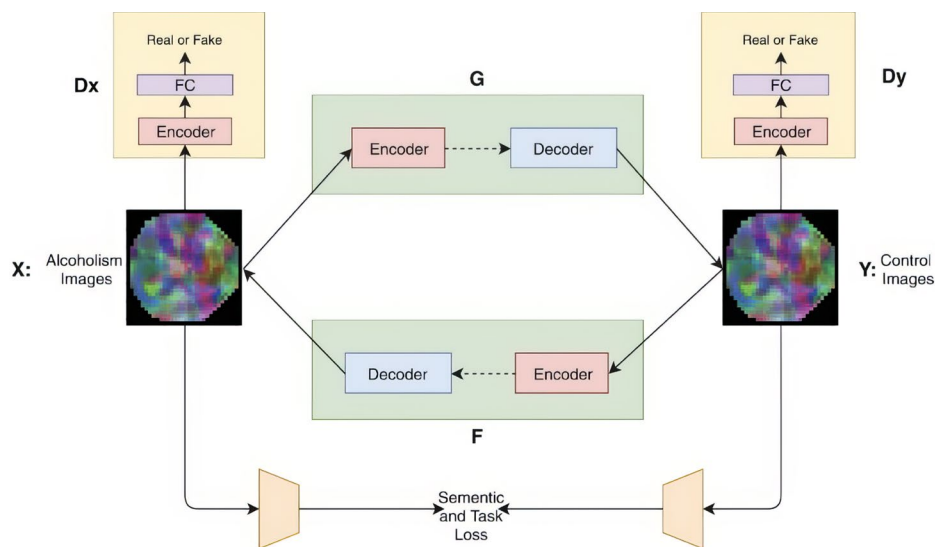 Real or Fake
Dx
FC
Encoder
G
Encoder
Decoder
Real or Fake
Dy
FC
Encoder
X:
Alcoholism
Images
Y:
Control
Images
Decoder
Encoder
F
Sementic
and Task
Loss